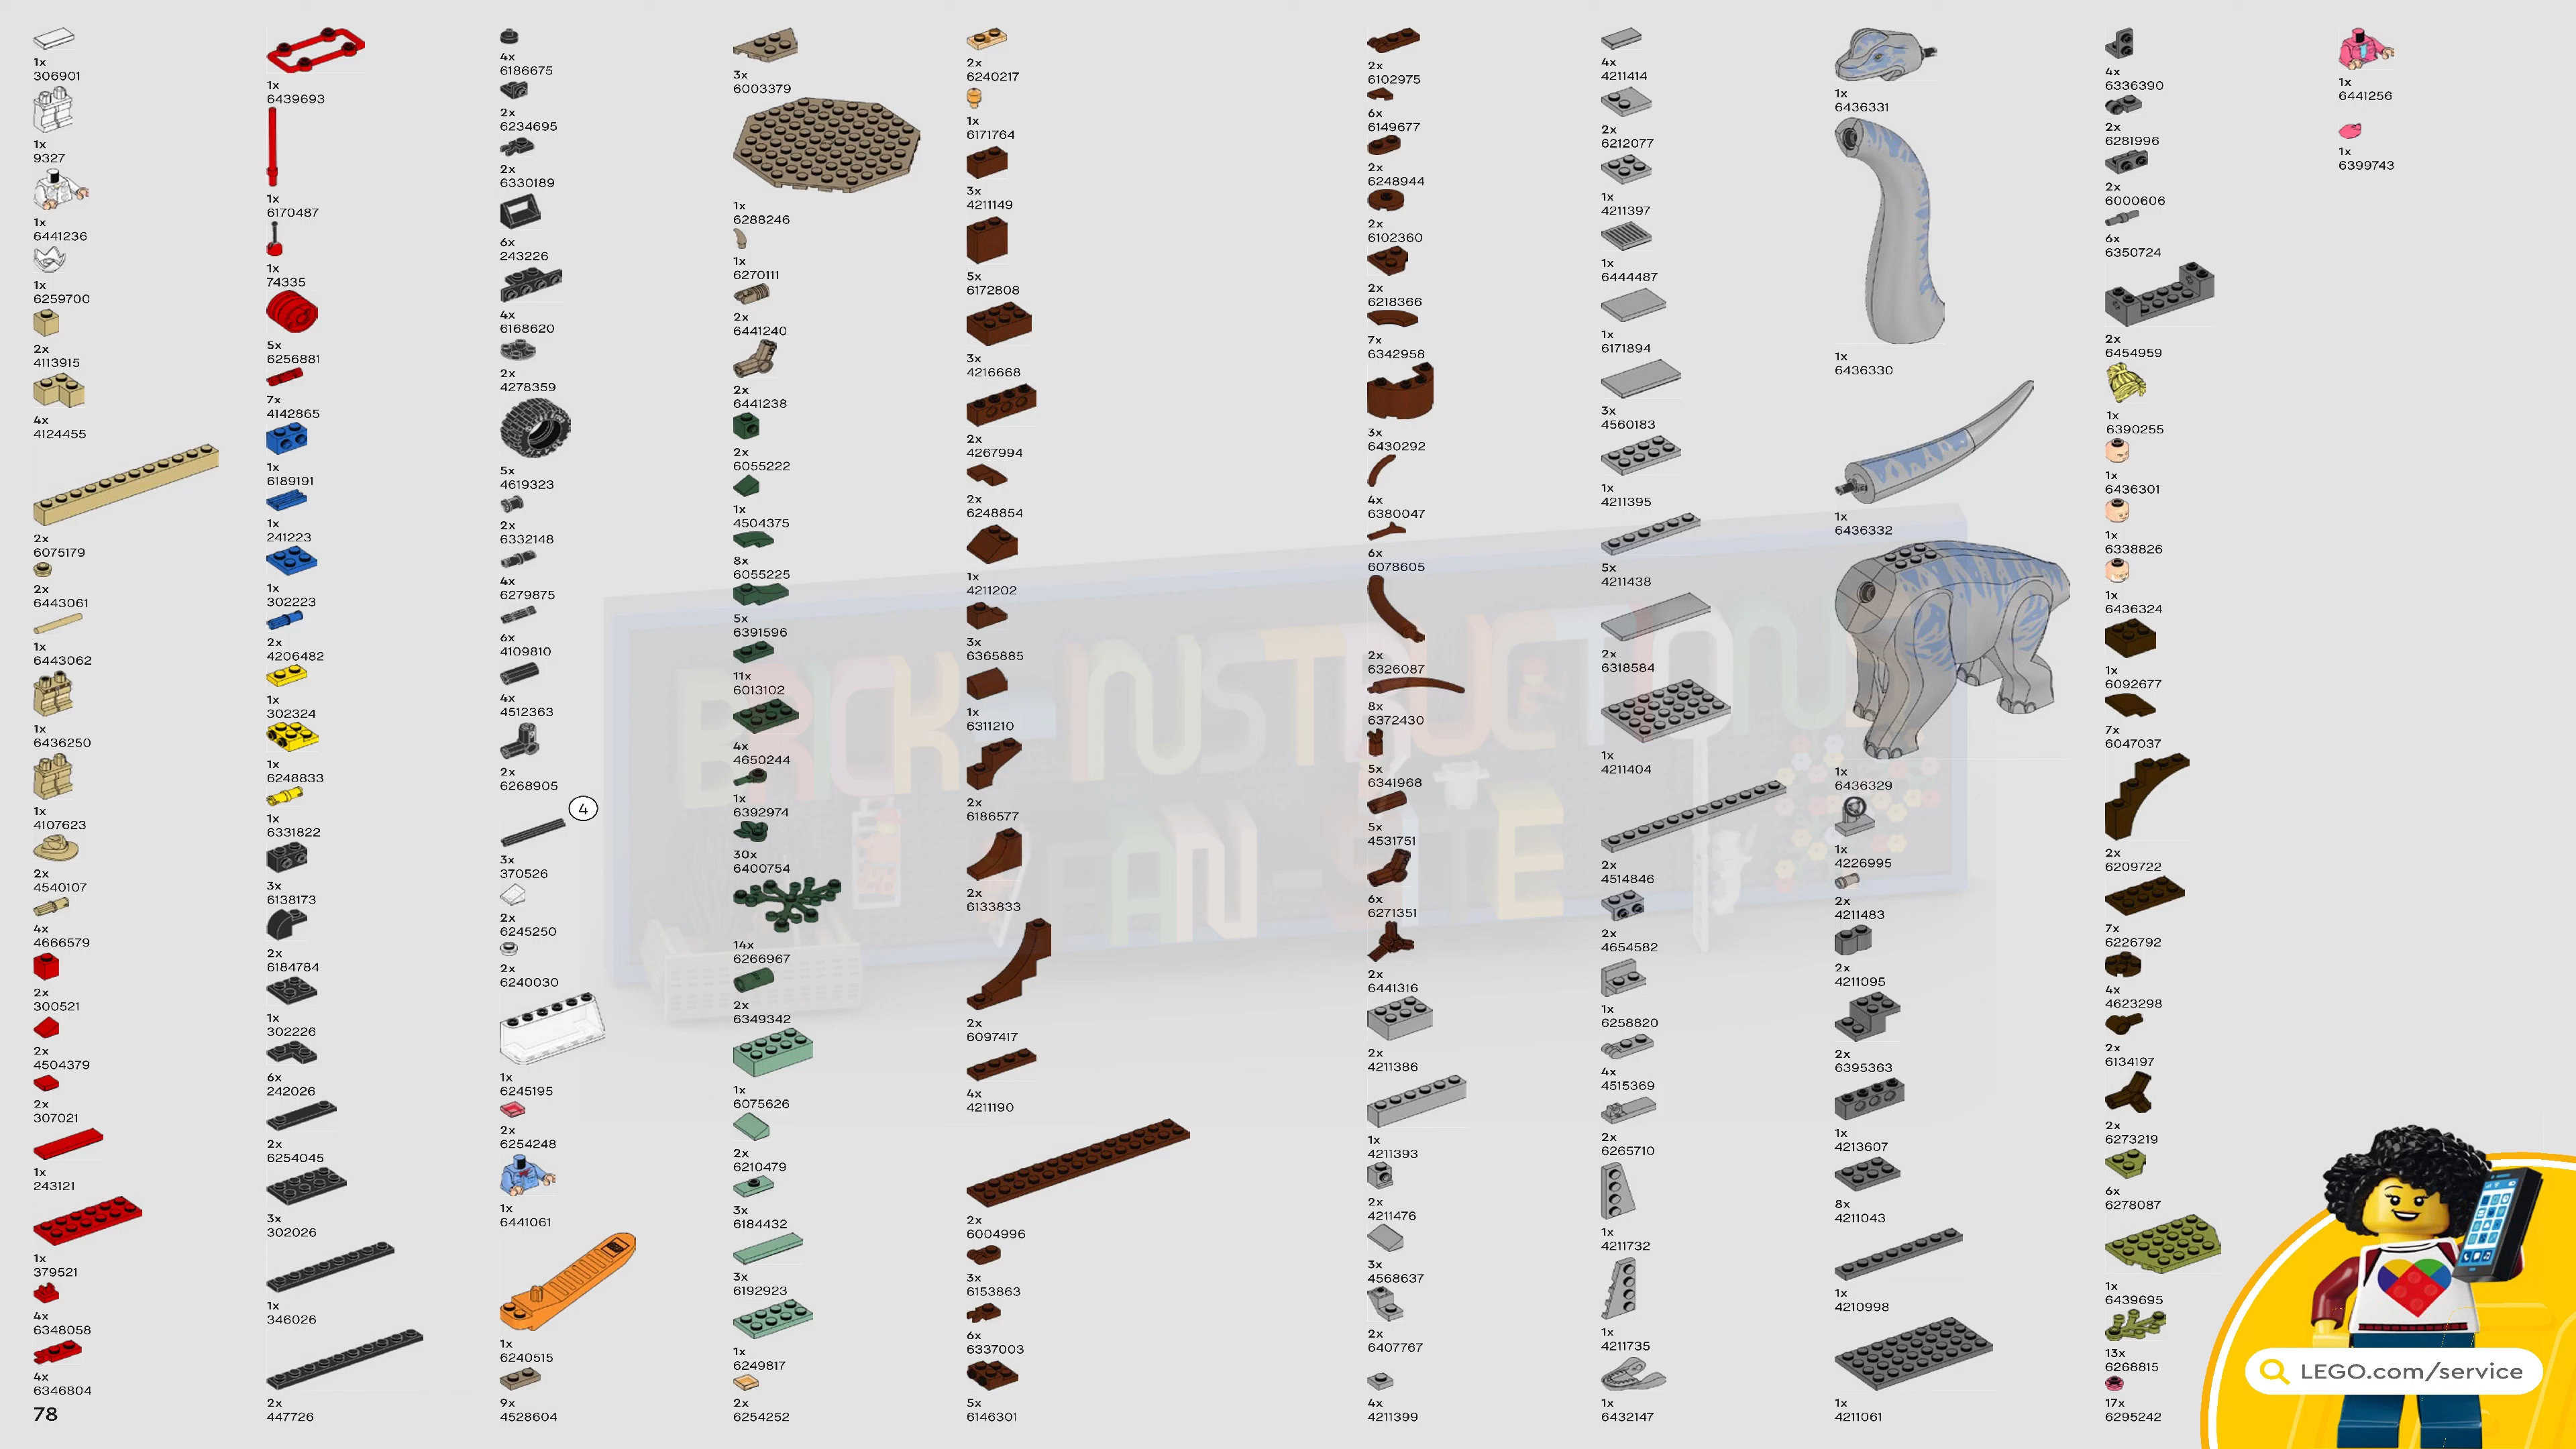 1x
306901
1x
9327
1x
6441236
1x
6259700
2x
4113915
4x
4124455
2x
6075179
2x
6443061
1x
6443062
1x
6436250
1x
4107623
2x
4540107
4x
4666579
2x
300521
2x
4504379
2x
307021
1x
243121
1x
379521
4x
6348058
4x
6346804
78
1x
6439693
1x
6170487
1x
74335
5x
6256881
7x
4142865
1x
6189191
1x
241223
1x
302223
2x
4206482
1x
302324
1x
6248833
1x
6331822
3x
6138173
2x
6184784
1x
302226
6x
242026
2x
6254045
3x
302026
1x
346026
2x
447726
4x
6186675
2x
6234695
2x
6330189
6x
243226
4x
6168620
2x
4278359
5x
4619323
2x
6332148
4x
6279875
6x
4109810
4x
4512363
2x
6268905
4
3x
370526
2x
6245250
2x
6240030
1x
6245195
2x
6254248
1x
6441061
1x
6240515
9x
4528604
3x
6003379
1x
6288246
1x
6270111
2x
6441240
2x
6441238
2x
6055222
1x
4504375
8x
6055225
5x
6391596
11x
6013102
4x
4650244
1x
6392974
30x
6400754
14x
6266967
2x
6349342
1x
6075626
2x
6210479
3x
6184432
3x
6192923
1x
6249817
2x
6254252
2x
6240217
1x
6171764
3x
4211149
5x
6172808
3x
4216668
2x
4267994
2x
6248854
1x
4211202
3x
6365885
1x
6311210
2x
6186577
2x
6133833
2x
6097417
4x
4211190
2x
6004996
3x
6153863
6x
6337003
5x
6146301
2x
6102975
6x
6149677
2x
6248944
2x
6102360
2x
6218366
7x
6342958
3x
6430292
4x
6380047
6x
6078605
2x
6326087
8x
6372430
5x
6341968
5x
4531751
6x
6271351
2x
6441316
2x
4211386
1x
4211393
2x
4211476
3x
4568637
2x
6407767
4x
4211399
4x
4211414
2x
6212077
1x
4211397
1x
6444487
1x
6171894
3x
4560183
1x
4211395
5x
4211438
2x
6318584
1x
4211404
2x
4514846
2x
4654582
1x
6258820
4x
4515369
2x
6265710
1x
4211732
1x
4211735
1x
6432147
1x
6436331
1x
6436330
1x
6436332
1x
6436329
1x
4226995
2x
4211483
2x
4211095
2x
6395363
1x
4213607
8x
4211043
1x
4210998
1x
4211061
4x
6336390
2x
6281996
2x
6000606
6x
6350724
2x
6454959
1x
6390255
1x
6436301
1x
6338826
1x
6436324
1x
6092677
7x
6047037
2x
6209722
7x
6226792
4x
4623298
2x
6134197
2x
6273219
6x
6278087
1x
6439695
13x
6268815
17x
6295242
1x
6441256
1x
6399743
LEGO.com/service
BRICK-INSTRUCTIONS
FAN-SITE